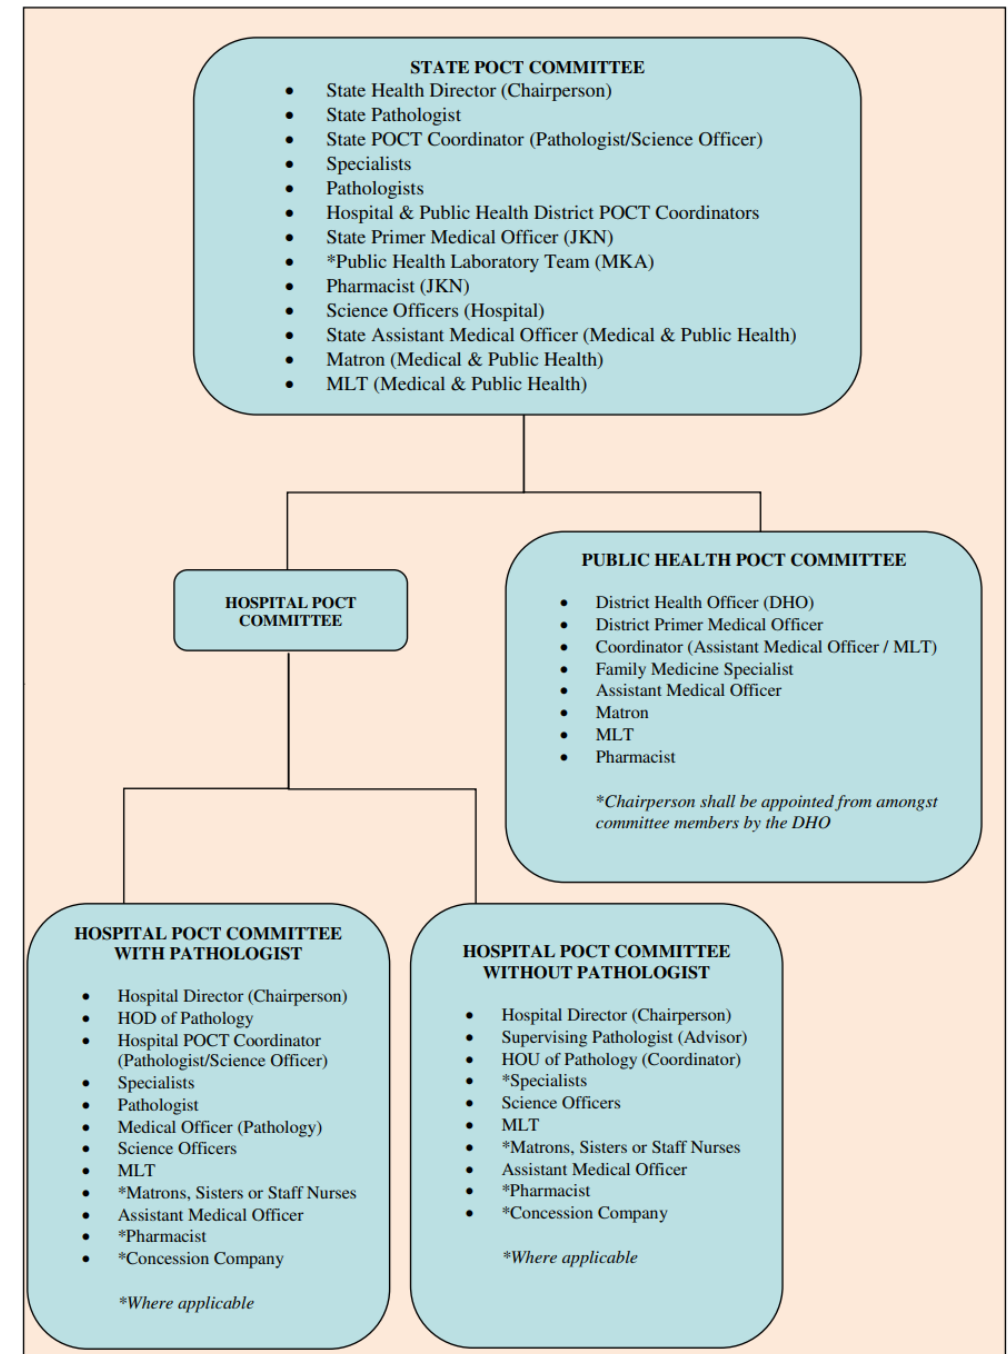 STATE POCT COMMITTEE
• State Health Director (Chairperson)
• State Pathologist
• State POCT Coordinator (Pathologist/Science Officer)
• Specialists
• Pathologists
• Hospital & Public Health District POCT Coordinators
• State Primer Medical Officer (JKN)
• *Public Health Laboratory Team (MKA)
• Pharmacist (JKN)
• Science Officers (Hospital)
• State Assistant Medical Officer (Medical & Public Health)
• Matron (Medical & Public Health)
• MLT (Medical & Public Health)
HOSPITAL POCT
COMMITTEE
PUBLIC HEALTH POCT COMMITTEE
• District Health Officer (DHO)
• District Primer Medical Officer
• Coordinator (Assistant Medical Officer / MLT)
• Family Medicine Specialist
• Assistant Medical Officer
• Matron
• MLT
• Pharmacist
*Chairperson shall be appointed from amongst
committee members by the DHO
HOSPITAL POCT COMMITTEE
WITH PATHOLOGIST
• Hospital Director (Chairperson)
• HOD of Pathology
• Hospital POCT Coordinator
(Pathologist/Science Officer)
• Specialists
• Pathologist
• Medical Officer (Pathology)
• Science Officers
• MLT
• *Matrons, Sisters or Staff Nurses
• Assistant Medical Officer
• *Pharmacist
• *Concession Company
*Where applicable
HOSPITAL POCT COMMITTEE
WITHOUT PATHOLOGIST
• Hospital Director (Chairperson)
• Supervising Pathologist (Advisor)
• HOU of Pathology (Coordinator)
• *Specialists
• Science Officers
• MLT
• *Matrons, Sisters or Staff Nurses
• Assistant Medical Officer
• *Pharmacist
• *Concession Company
*Where applicable